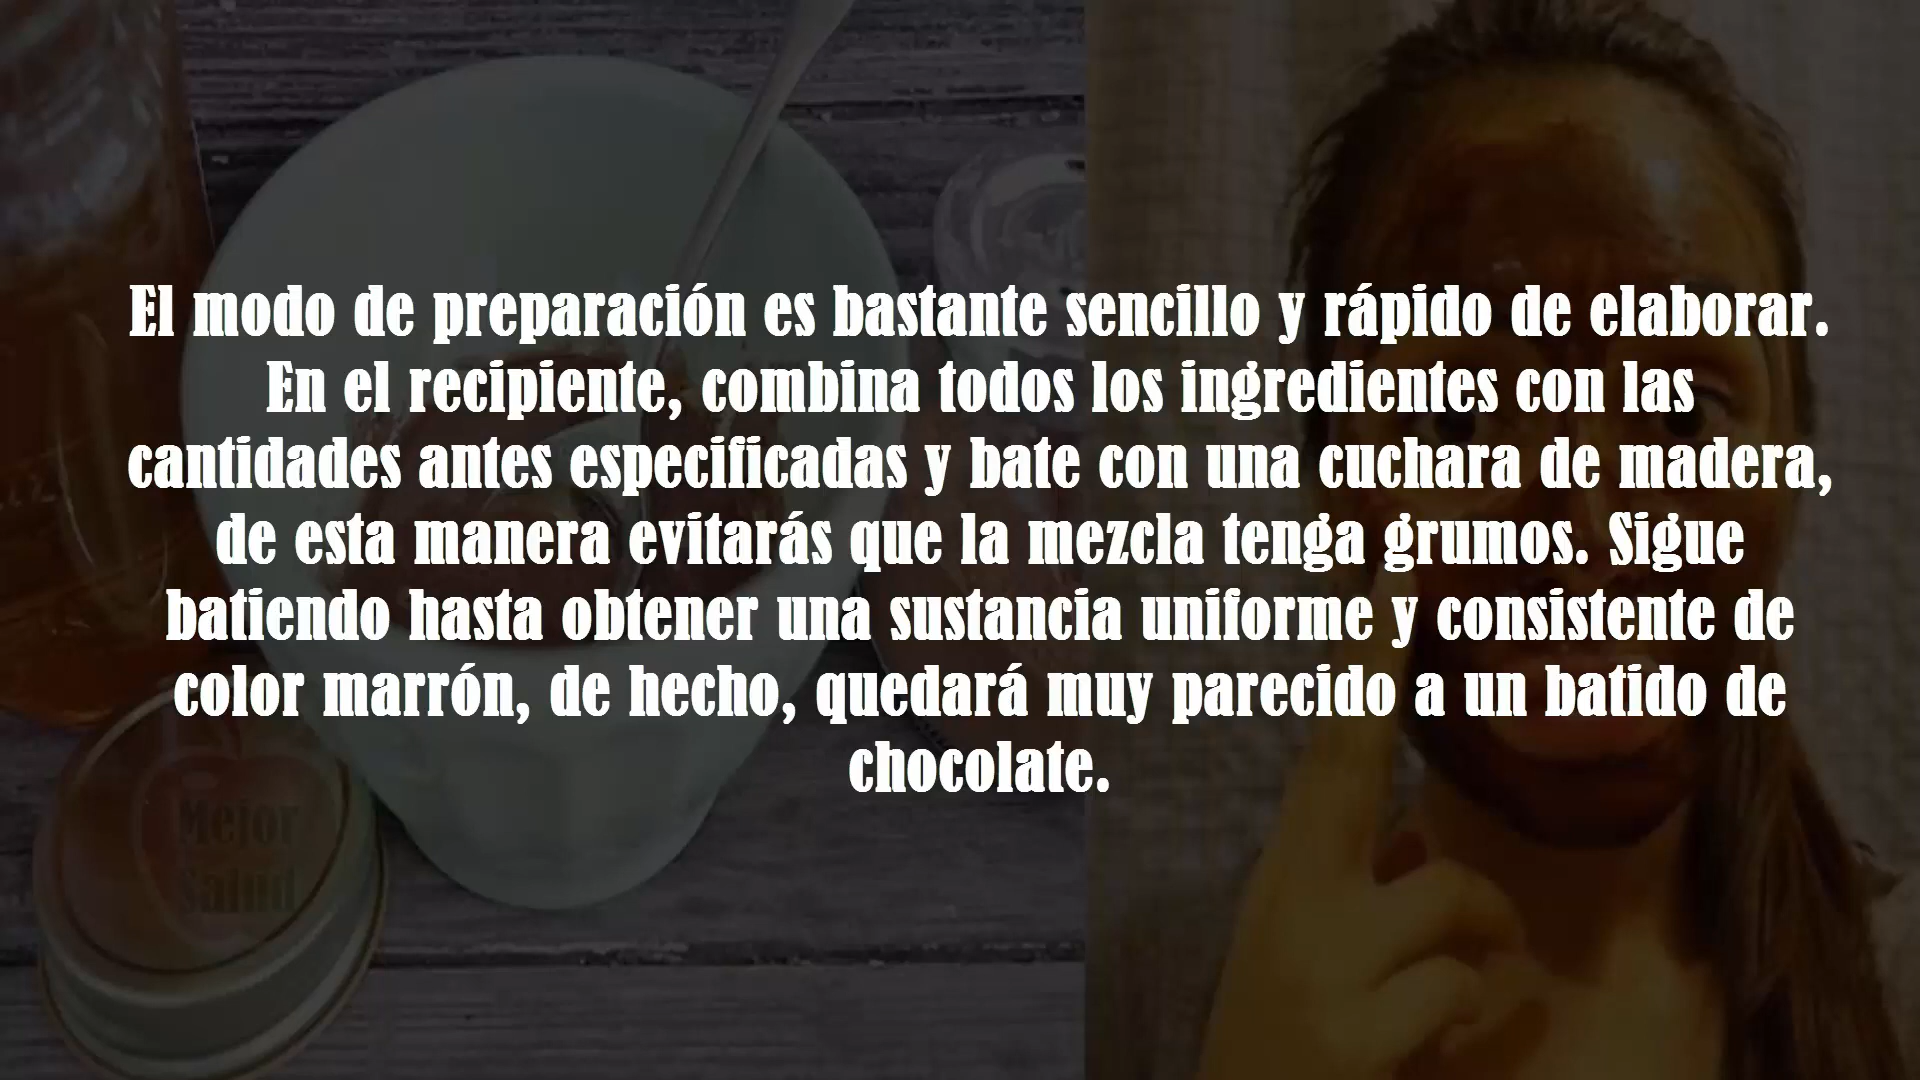 El modo de preparación es bastante sencillo y rápido de elaborar.
En el recipiente, combina todos los ingredientes con las
cantidades antes especificadas y bate con una cuchara de madera,
de esta manera evitarás que la mezcla tenga grumos. Sigue
batiendo hasta obtener una sustancia uniforme y consistente de
color marrón, de hecho, quedará muy parecido a un batido de
chocolate.
Mejor
Salud